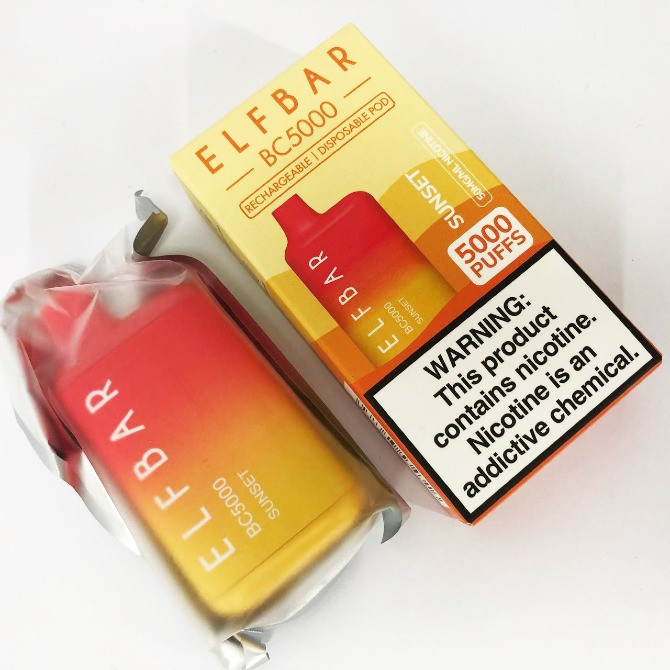 ELFBAR
BC5000
RECHARGEABLE | DISPOSABLE POD
50MG/ML NICOTINE
SUNSET
5000
PUFFS
ELFBAR
BC5000
SUNSET
WARNING:
This product
contains nicotine.
Nicotine is an
addictive chemical.
ELFBAR
BC5000
SUNSET